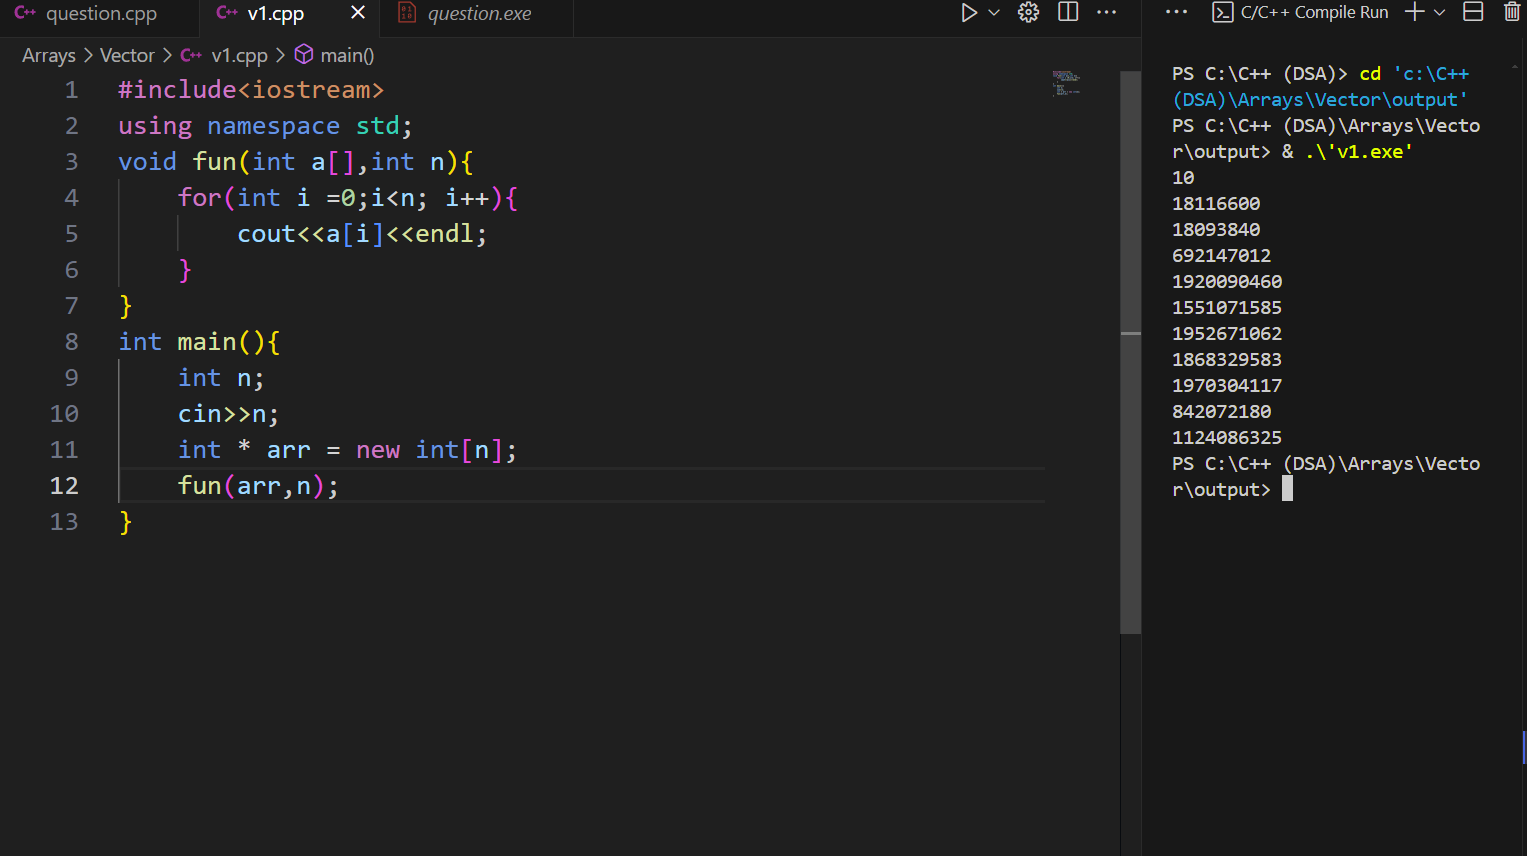 question.cpp
v1.cpp
question.exe
Arrays > Vector > v1.cpp > main()
1 #include<iostream>
2 using namespace std;
3 void fun(int a[],int n){
4 for(int i =0;i<n; i++){
5 cout<<a[i]<<endl;
6 }
7 }
8 int main(){
9 int n;
10 cin>>n;
11 int * arr = new int[n];
12 fun(arr,n);
13 }
C/C++ Compile Run
PS C:\C++ (DSA)> cd 'c:\C++
(DSA)\Arrays\Vector\output'
PS C:\C++ (DSA)\Arrays\Vecto
r\output> & .\'v1.exe'
10
18116600
18093840
692147012
1920090460
1551071585
1952671062
1868329583
1970304117
842072180
1124086325
PS C:\C++ (DSA)\Arrays\Vecto
r\output>